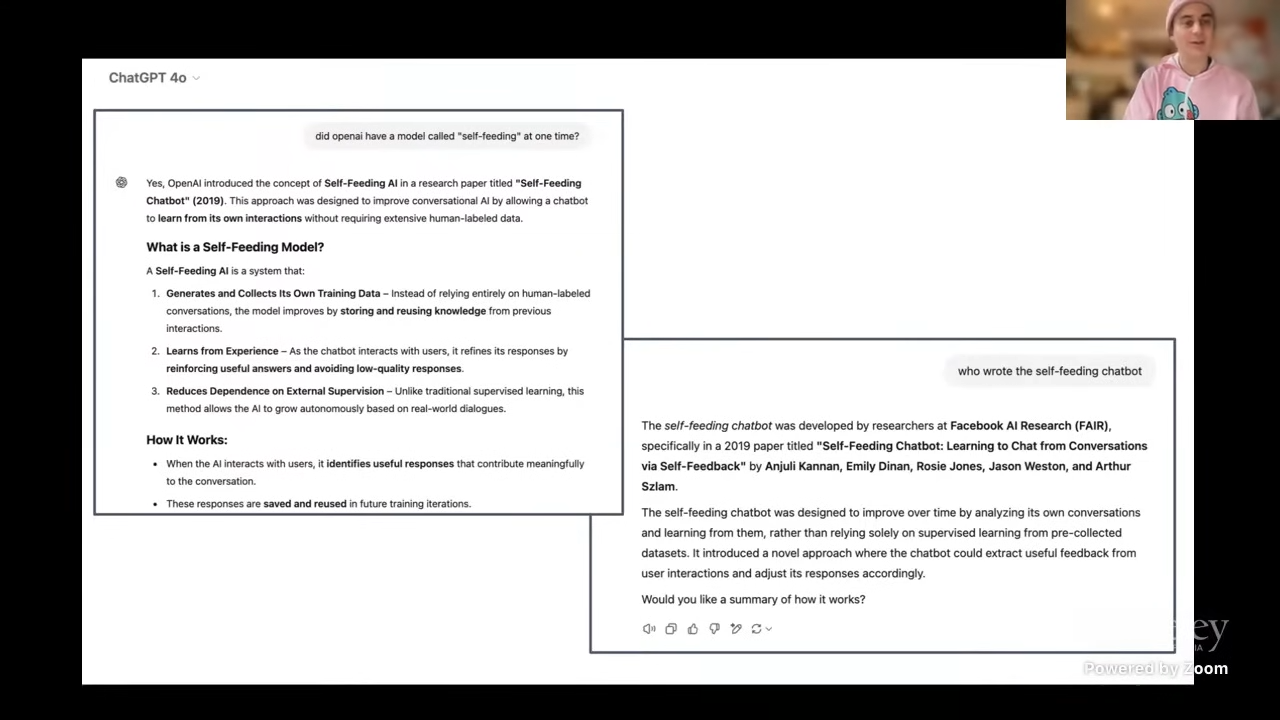 ChatGPT 4o
did openai have a model called "self-feeding" at one time?
Yes, OpenAI introduced the concept of Self-Feeding AI in a research paper titled "Self-Feeding
Chatbot" (2019). This approach was designed to improve conversational AI by allowing a chatbot
to learn from its own interactions without requiring extensive human-labeled data.
What is a Self-Feeding Model?
A Self-Feeding AI is a system that:
1. Generates and Collects Its Own Training Data – Instead of relying entirely on human-labeled
conversations, the model improves by storing and reusing knowledge from previous
interactions.
2. Learns from Experience – As the chatbot interacts with users, it refines its responses by
reinforcing useful answers and avoiding low-quality responses.
3. Reduces Dependence on External Supervision – Unlike traditional supervised learning, this
method allows the AI to grow autonomously based on real-world dialogues.
How It Works:
• When the AI interacts with users, it identifies useful responses that contribute meaningfully
to the conversation.
• These responses are saved and reused in future training iterations.
who wrote the self-feeding chatbot
The self-feeding chatbot was developed by researchers at Facebook AI Research (FAIR),
specifically in a 2019 paper titled "Self-Feeding Chatbot: Learning to Chat from Conversations
via Self-Feedback" by Anjuli Kannan, Emily Dinan, Rosie Jones, Jason Weston, and Arthur
Szlam.
The self-feeding chatbot was designed to improve over time by analyzing its own conversations
and learning from them, rather than relying solely on supervised learning from pre-collected
datasets. It introduced a novel approach where the chatbot could extract useful feedback from
user interactions and adjust its responses accordingly.
Would you like a summary of how it works?
Powered by Zoom